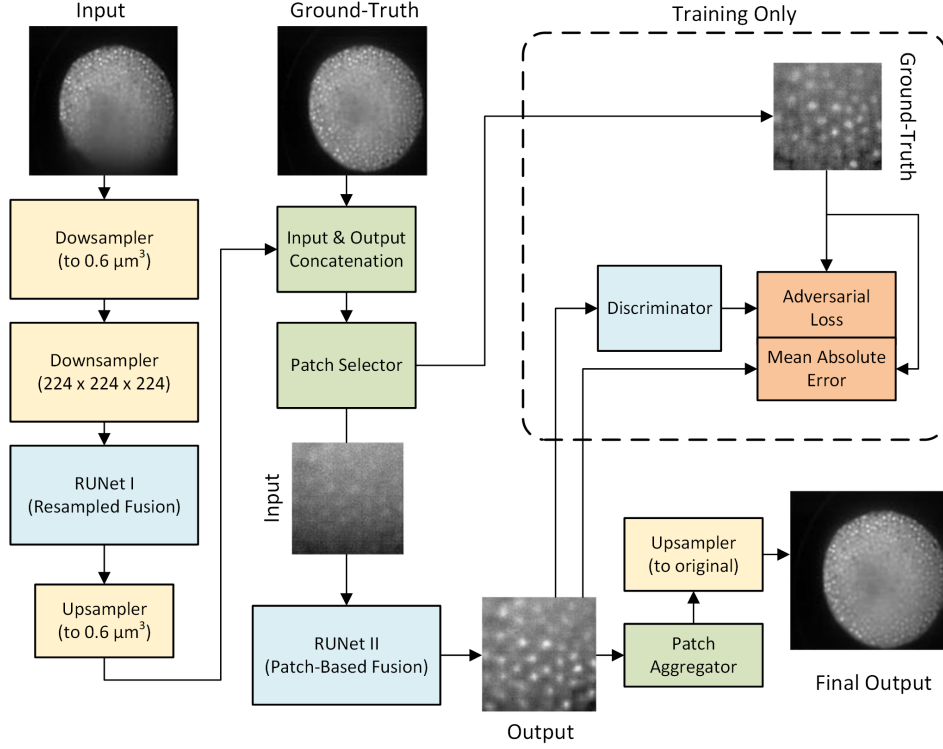 Input
Ground-Truth
Training Only
Ground-Truth
Dowsampler
(to 0.6 µm³)
Input & Output
Concatenation
Discriminator
Adversarial
Loss
Mean Absolute
Error
Downsampler
(224 x 224 x 224)
Patch Selector
RUNet I
(Resampled Fusion)
Input
Upsampler
(to original)
Upsampler
(to 0.6 µm³)
RUNet II
(Patch-Based Fusion)
Patch
Aggregator
Final Output
Output